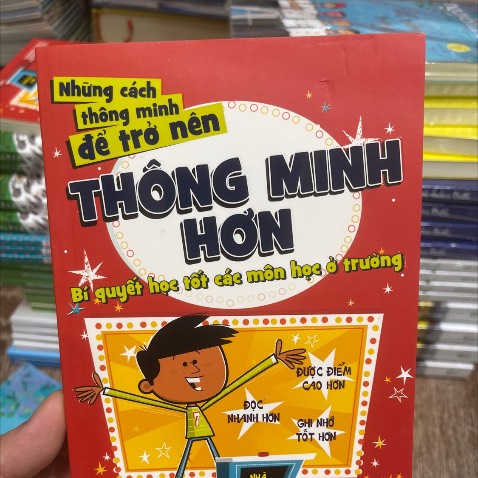 Những cách
thông minh
để trở nên
THÔNG MINH
HƠN
Bí quyết học tốt các môn học ở trường
ĐƯỢC ĐIỂM
CAO HƠN
ĐỌC
NHANH HƠN
GHI NHỚ
TỐT HƠN
NHÀ